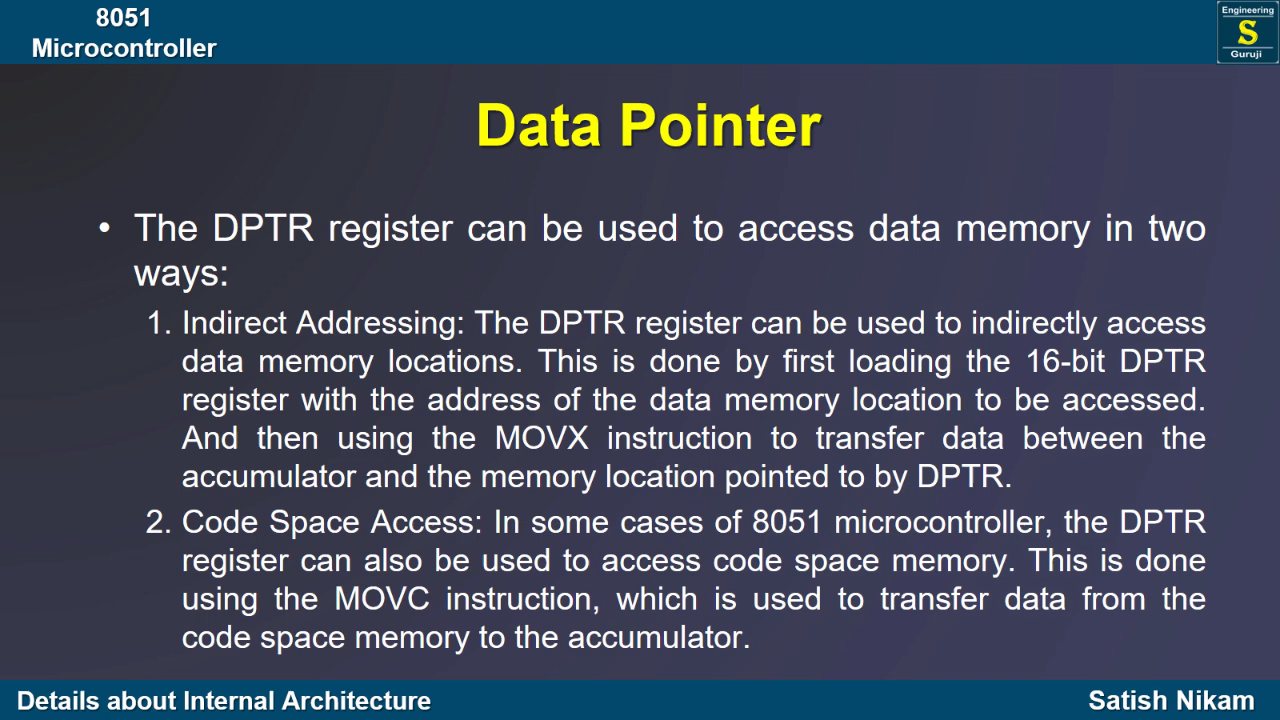 8051
Microcontroller
Engineering
S
Guruji
Data Pointer
• The DPTR register can be used to access data memory in two
ways:
1. Indirect Addressing: The DPTR register can be used to indirectly access
data memory locations. This is done by first loading the 16-bit DPTR
register with the address of the data memory location to be accessed.
And then using the MOVX instruction to transfer data between the
accumulator and the memory location pointed to by DPTR.
2. Code Space Access: In some cases of 8051 microcontroller, the DPTR
register can also be used to access code space memory. This is done
using the MOVC instruction, which is used to transfer data from the
code space memory to the accumulator.
Details about Internal Architecture
Satish Nikam